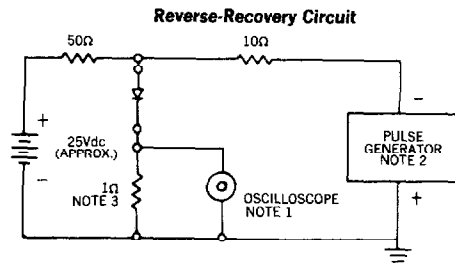 Reverse-Recovery Circuit
50Ω
10Ω
+
25Vdc
(APPROX.)
-
1Ω
NOTE 3
OSCILLOSCOPE
NOTE 1
-
PULSE
GENERATOR
NOTE 2
+